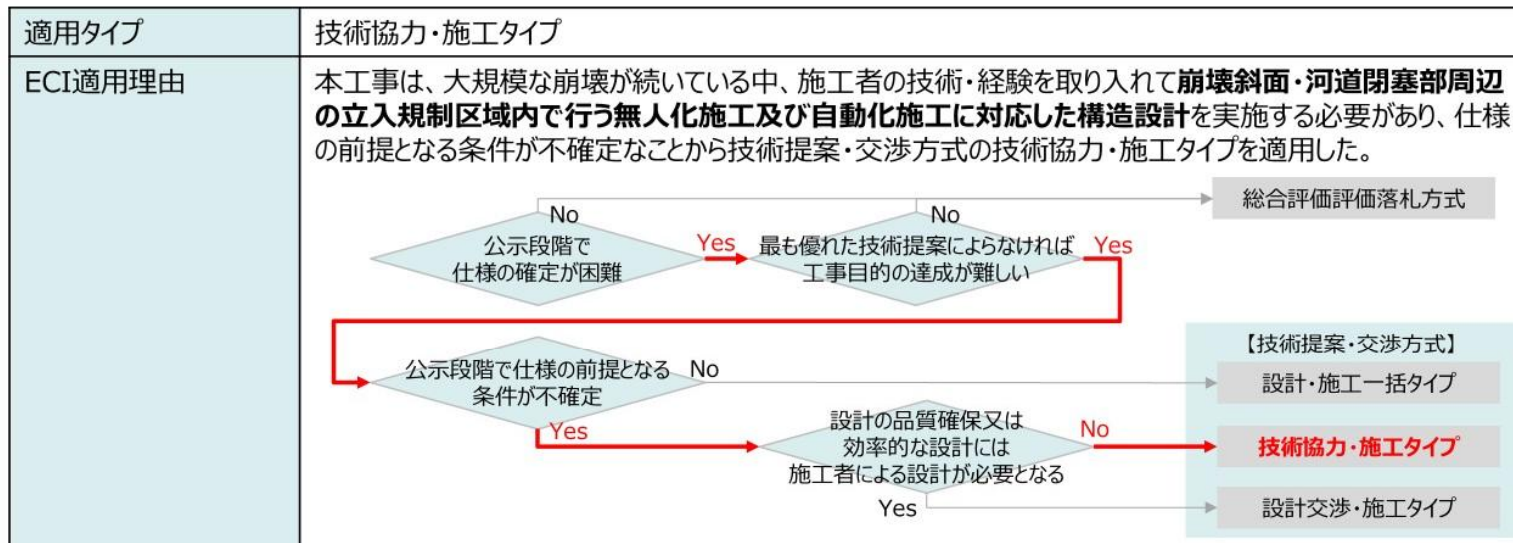 適用タイプ
技術協力・施工タイプ
ECI適用理由
本工事は、大規模な崩壊が続いている中、施工者の技術・経験を取り入れて崩壊斜面・河道閉塞部周辺
の立入規制区域内で行う無人化施工及び自動化施工に対応した構造設計を実施する必要があり、仕様
の前提となる条件が不確定なことから技術提案・交渉方式の技術協力・施工タイプを適用した。
総合評価評価落札方式
No
No
公示段階で
仕様の確定が困難
Yes
最も優れた技術提案によらなければ
工事目的の達成が難しい
Yes
【技術提案・交渉方式】
公示段階で仕様の前提となる
条件が不確定
No
設計・施工一括タイプ
Yes
設計の品質確保又は
効率的な設計には
施工者による設計が必要となる
No
技術協力・施工タイプ
Yes
設計交渉・施工タイプ